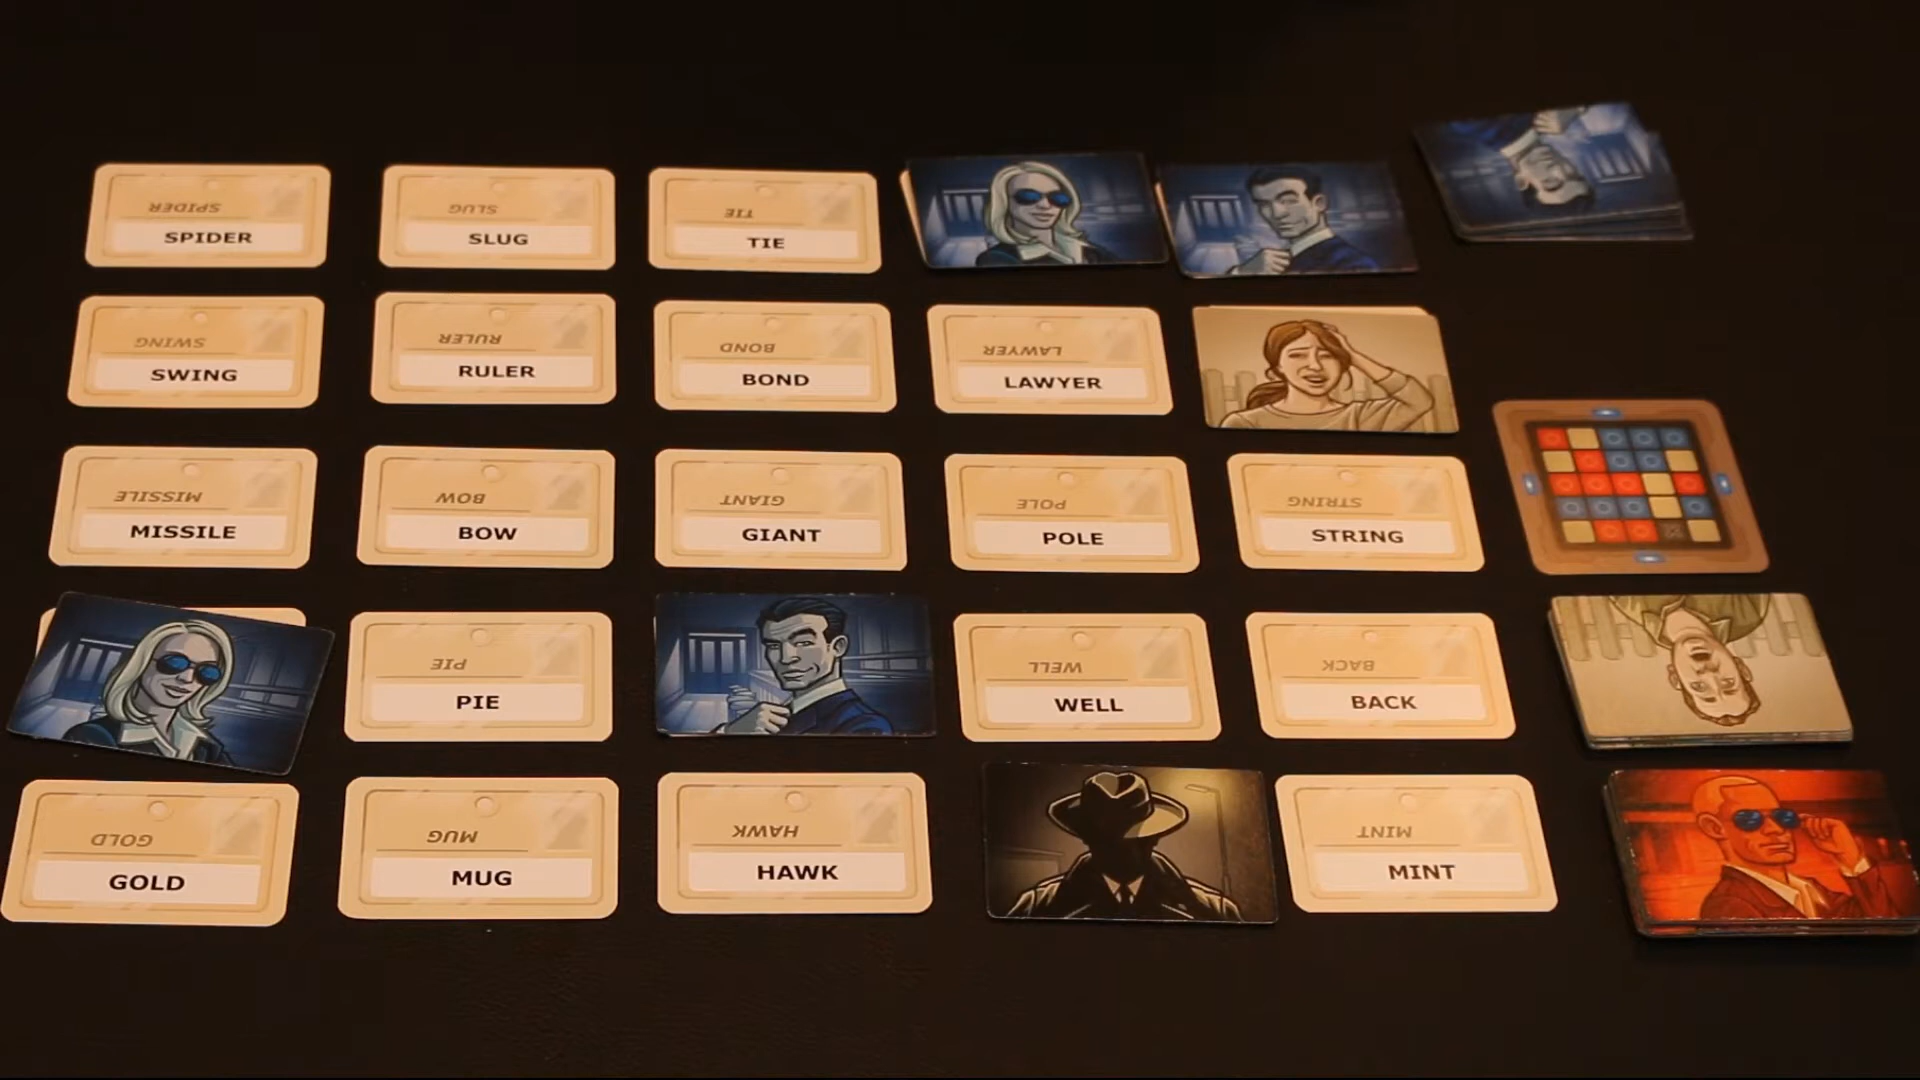 SPIDER
SPIDER
SLUG
SLUG
TIE
TIE
SWING
SWING
RULER
RULER
BOND
BOND
LAWYER
LAWYER
MISSILE
MISSILE
BOW
BOW
GIANT
GIANT
POLE
POLE
STRING
STRING
PIE
PIE
WELL
WELL
BACK
BACK
GOLD
GOLD
MUG
MUG
HAWK
HAWK
MINT
MINT